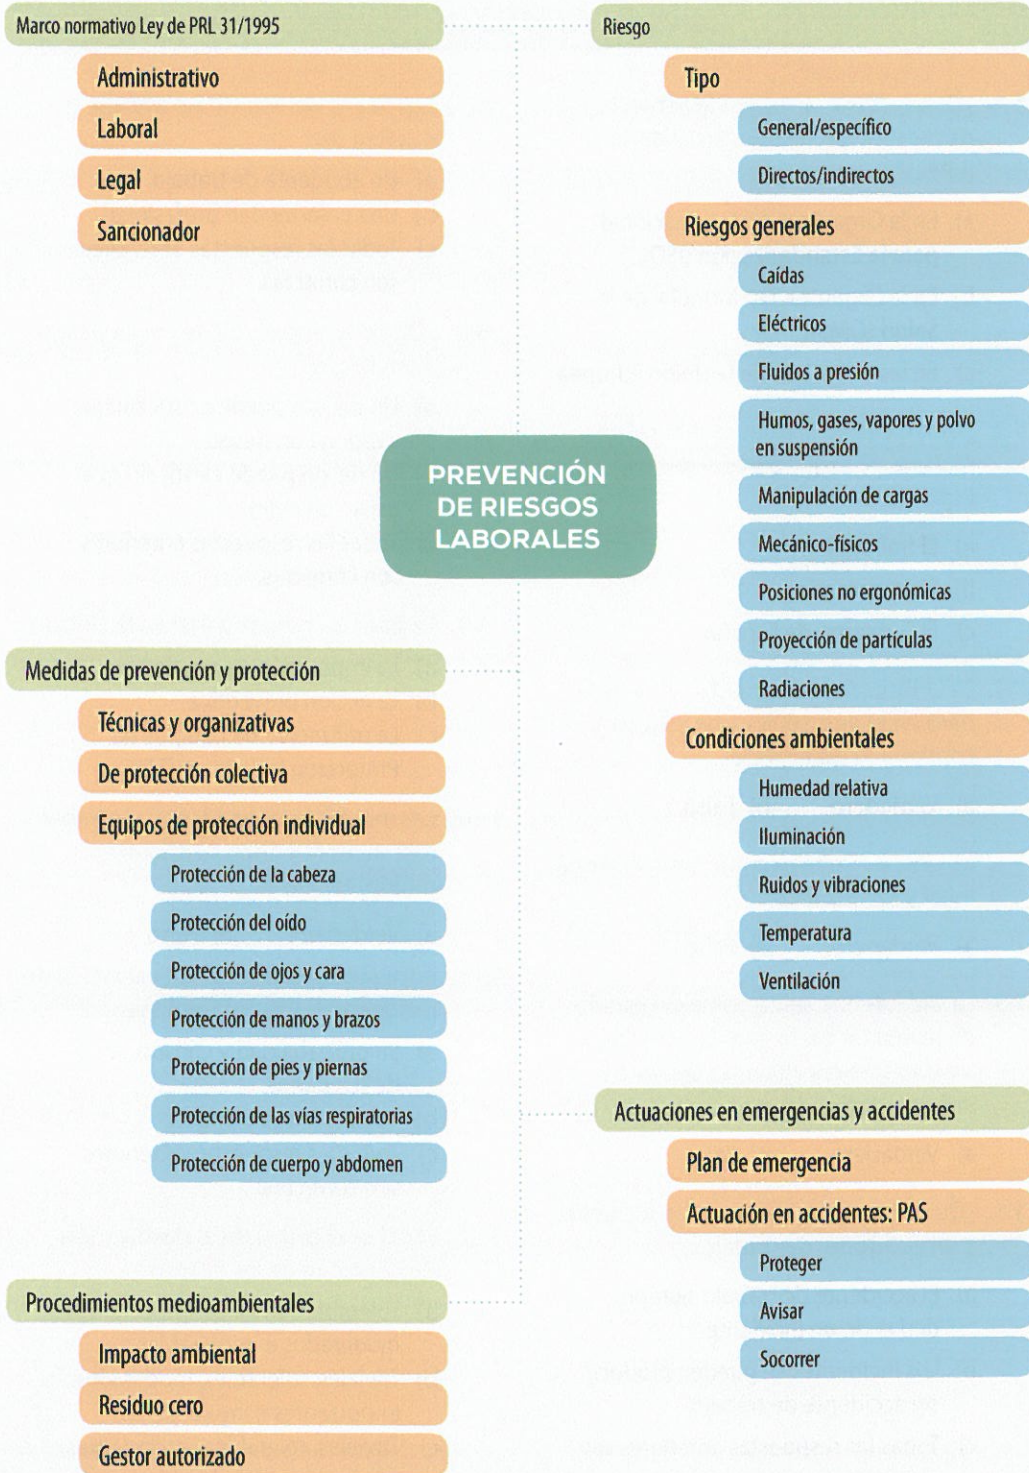 Marco normativo Ley de PRL 31/1995
Administrativo
Laboral
Legal
Sancionador
Riesgo
Tipo
General/específico
Directos/indirectos
Riesgos generales
Caídas
Eléctricos
Fluidos a presión
Humos, gases, vapores y polvo
en suspensión
Manipulación de cargas
Mecánico-físicos
Posiciones no ergonómicas
Proyección de partículas
Radiaciones
Condiciones ambientales
Humedad relativa
Iluminación
Ruidos y vibraciones
Temperatura
Ventilación
PREVENCIÓN
DE RIESGOS
LABORALES
Medidas de prevención y protección
Técnicas y organizativas
De protección colectiva
Equipos de protección individual
Protección de la cabeza
Protección del oído
Protección de ojos y cara
Protección de manos y brazos
Protección de pies y piernas
Protección de las vías respiratorias
Protección de cuerpo y abdomen
Actuaciones en emergencias y accidentes
Plan de emergencia
Actuación en accidentes: PAS
Proteger
Avisar
Socorrer
Procedimientos medioambientales
Impacto ambiental
Residuo cero
Gestor autorizado